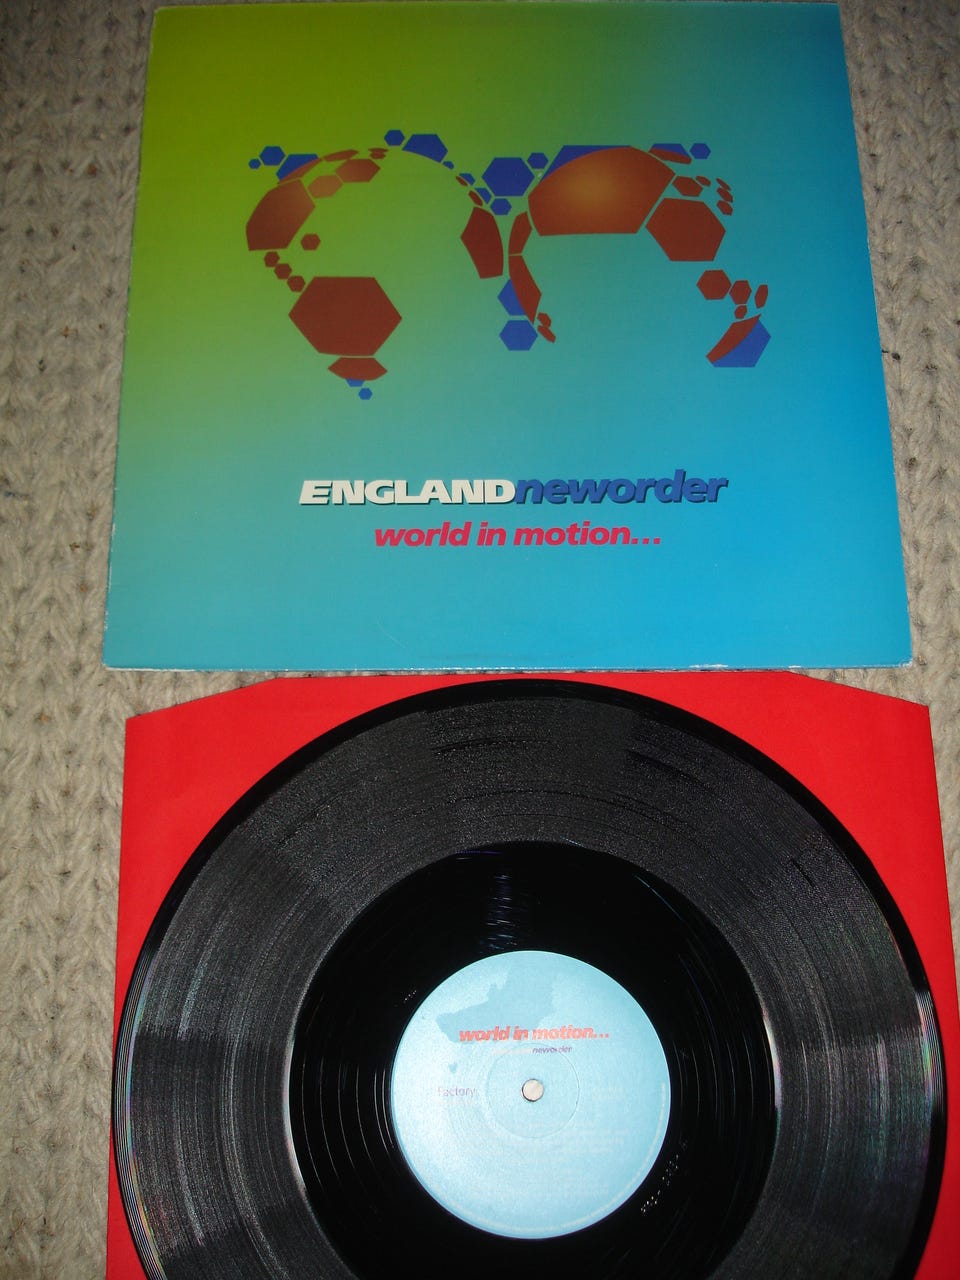 ENGLANDneworder
world in motion...
world in motion...
neworder
Factory